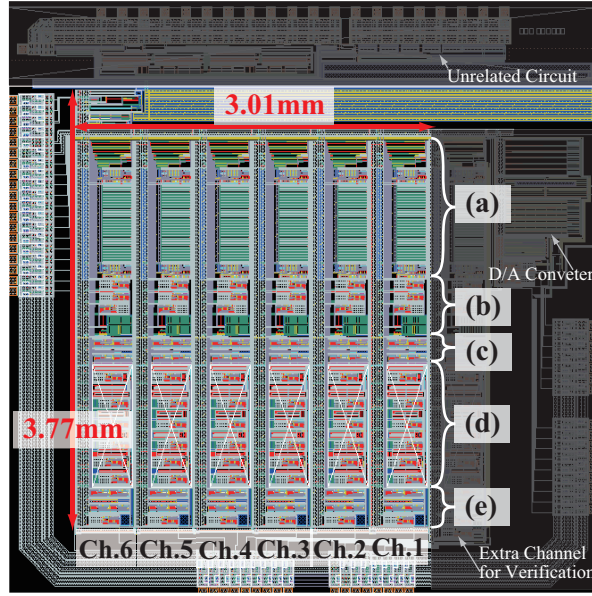 Unrelated Circuit
3.01mm
(a)
D/A Conveter
(b)
(c)
(d)
3.77mm
(e)
Ch.6 Ch.5 Ch.4 Ch.3 Ch.2 Ch.1
Extra Channel
for Verification